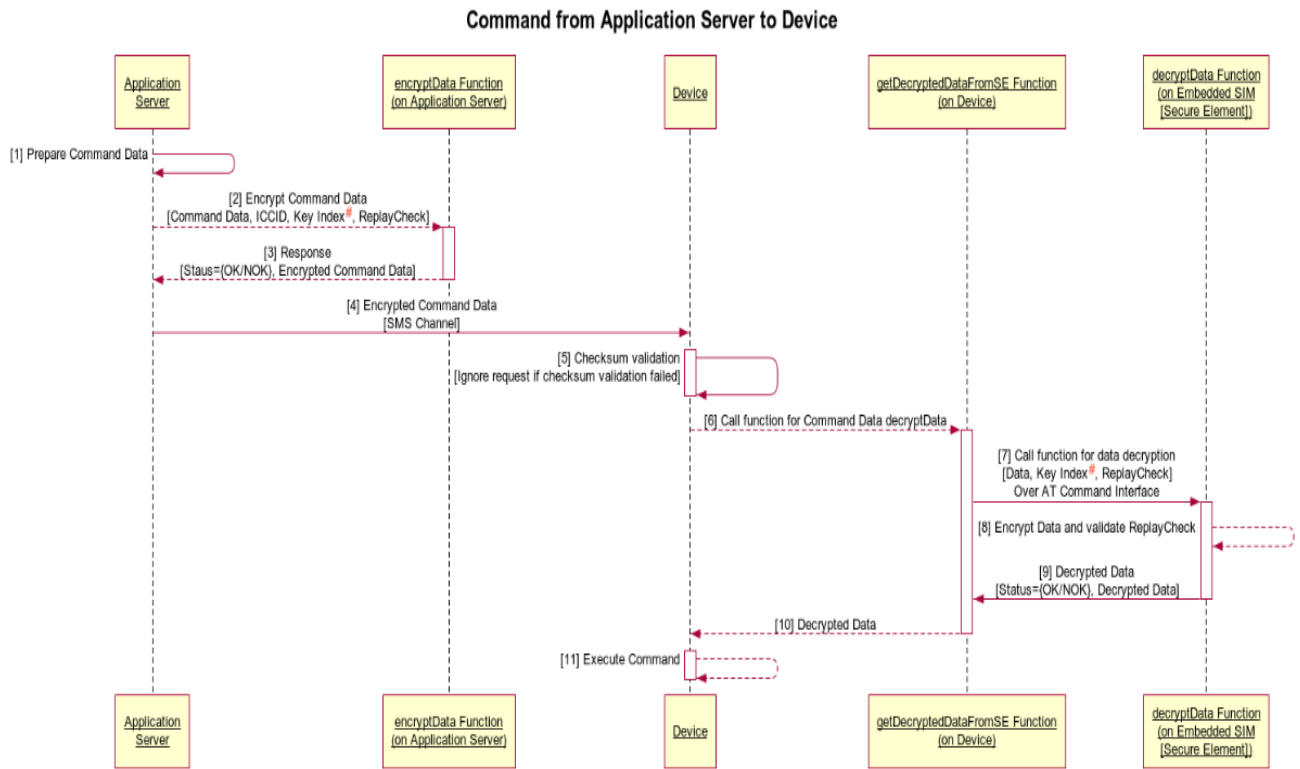 Command from Application Server to Device
Application
Server
encryptData Function
(on Application Server)
Device
getDecryptedDataFromSE Function
(on Device)
decryptData Function
(on Embedded SIM
[Secure Element])
[1] Prepare Command Data
[2] Encrypt Command Data
[Command Data, ICCID, Key Index#, ReplayCheck]
[3] Response
[Staus={OK/NOK}, Encrypted Command Data]
[4] Encrypted Command Data
[SMS Channel]
[5] Checksum validation
[Ignore request if checksum validation failed]
[6] Call function for Command Data decryptData
[7] Call function for data decryption
[Data, Key Index#, ReplayCheck]
Over AT Command Interface
[8] Encrypt Data and validate ReplayCheck
[9] Decrypted Data
[Status={OK/NOK}, Decrypted Data]
[10] Decrypted Data
[11] Execute Command
Application
Server
encryptData Function
(on Application Server)
Device
getDecryptedDataFromSE Function
(on Device)
decryptData Function
(on Embedded SIM
[Secure Element])